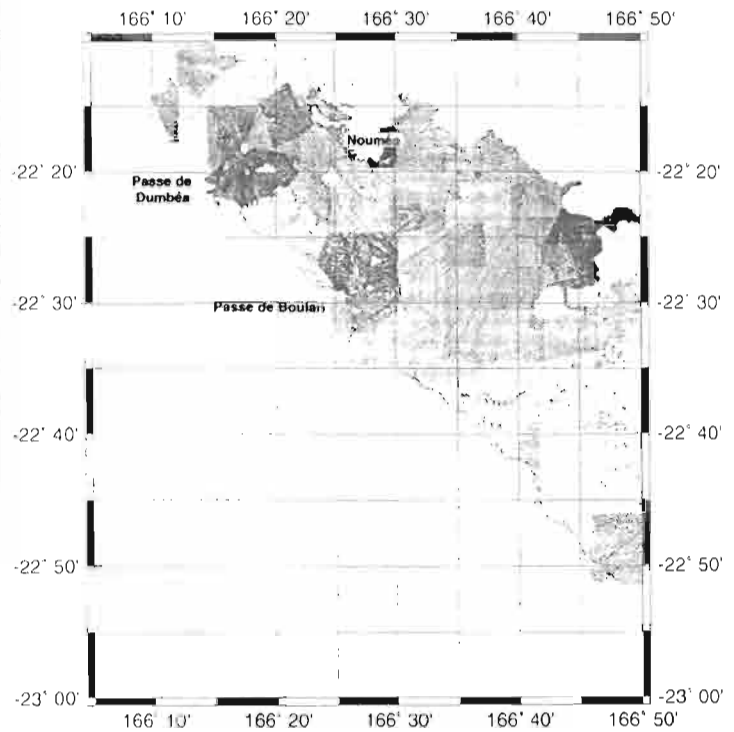 166° 10' 166° 20' 166° 30' 166° 40' 166° 50'
Nouméa
-22° 20' -22° 20'
Passe de
Dumbéa
-22° 30' -22° 30'
Passe de Boulari
-22° 40' -22° 40'
-22° 50' -22° 50'
-23° 00' -23° 00'
166° 10' 166° 20' 166° 30' 166° 40' 166° 50'